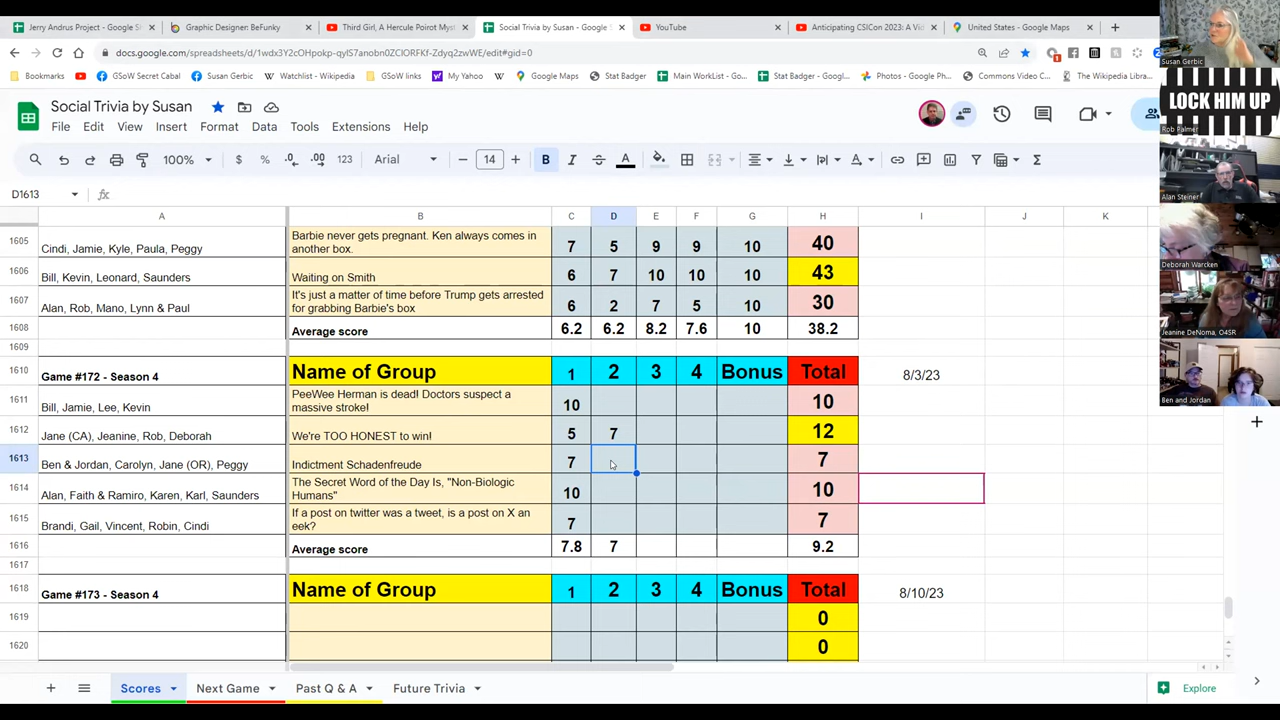 Jerry Andrus Project - Google S
Graphic Designer: BeFunky
Third Girl, A Hercule Poirot Myst
Social Trivia by Susan - Google S
YouTube
Anticipating CSICon 2023: A Vi
United States - Google Maps
docs.google.com/spreadsheets/d/1wdx3Y2cOHpokp-qyIS7anobn0ZClORFKf-Zdyq2zwWE/edit#gid=0
Bookmarks
GSoW Secret Cabal
Susan Gerbic
Watchlist - Wikipedia
GSoW links
My Yahoo
Google Maps
Stat Badger
Main WorkList - G...
Stat Badger - Goo...
Photos - Google Ph...
Commons Video C...
The Wikipedia Libra...
Social Trivia by Susan
File Edit View Insert Format Data Tools Extensions Help
100% $ % .0 .00 123 Arial 14 B I S A
D1613 fx
A B C D E F G H I J K
1605 Cindi, Jamie, Kyle, Paula, Peggy Barbie never gets pregnant. Ken always comes in another box. 7 5 9 9 10 40
1606 Bill, Kevin, Leonard, Saunders Waiting on Smith 6 7 10 10 10 43
1607 Alan, Rob, Mano, Lynn & Paul It's just a matter of time before Trump gets arrested for grabbing Barbie's box 6 2 7 5 10 30
1608 Average score 6.2 6.2 8.2 7.6 10 38.2
1609
1610 Game #172 - Season 4 Name of Group 1 2 3 4 Bonus Total 8/3/23
1611 Bill, Jamie, Lee, Kevin PeeWee Herman is dead! Doctors suspect a massive stroke! 10 10
1612 Jane (CA), Jeanine, Rob, Deborah We're TOO HONEST to win! 5 7 12
1613 Ben & Jordan, Carolyn, Jane (OR), Peggy Indictment Schadenfreude 7 7
1614 Alan, Faith & Ramiro, Karen, Karl, Saunders The Secret Word of the Day Is, "Non-Biologic Humans" 10 10
1615 Brandi, Gail, Vincent, Robin, Cindi If a post on twitter was a tweet, is a post on X an eek? 7 7
1616 Average score 7.8 7 9.2
1617
1618 Game #173 - Season 4 Name of Group 1 2 3 4 Bonus Total 8/10/23
1619 0
1620 0
Scores
Next Game
Past Q & A
Future Trivia
Explore
Susan Gerbic
LOCK HIM UP
Rob Palmer
Alan Steiner
Deborah Warcken
Jeanine DeNoma, O4SR
Ben and Jordan